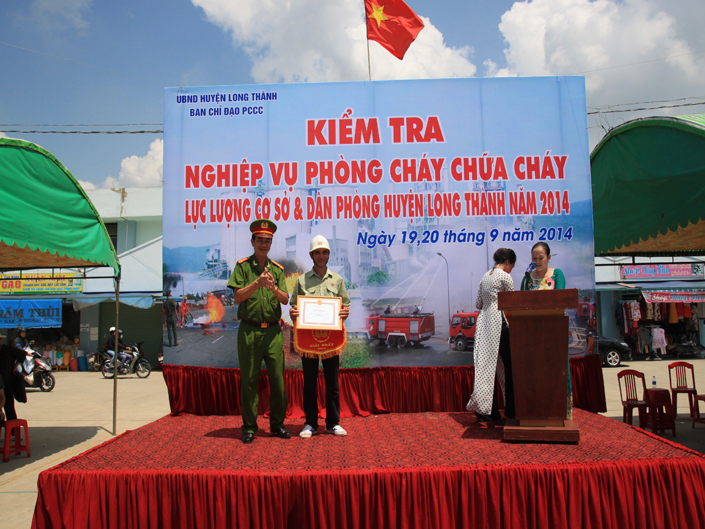 UBND HUYỆN LONG THÀNH
BAN CHỈ ĐẠO PCCC
KIỂM TRA
NGHIỆP VỤ PHÒNG CHÁY CHỮA CHÁY
LỰC LƯỢNG CƠ SỞ & DÂN PHÒNG HUYỆN LONG THÀNH NĂM 2014
Ngày 19,20 tháng 9 năm 2014
GẠO